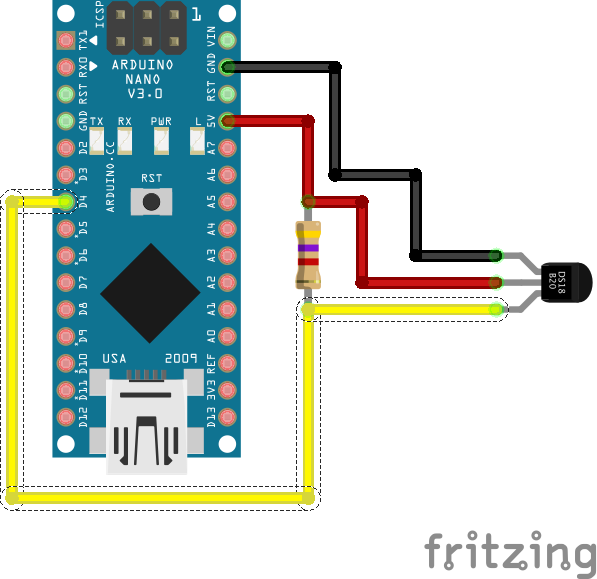 ICSP
1
TX1
RX0
RST
GND
D2
D3
D4
D5
D6
D7
D8
D9
D10
D11
D12
VIN
GND
RST
5V
A7
A6
A5
A4
A3
A2
A1
A0
REF
3V3
D13
ARDUINO
NANO
V3.0
TX RX PWR L
ARDUINO.CC
RST
USA 2009
DS18
B20
fritzing